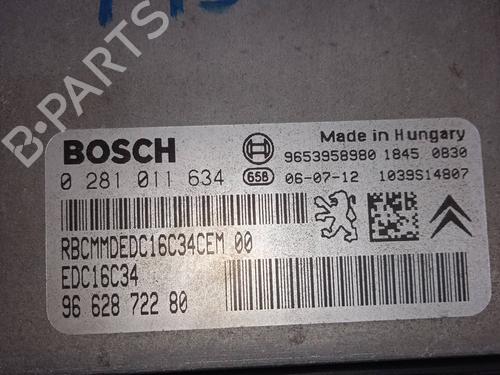 B-PARTS
BOSCH
Made in Hungary
9653958980 1845 0830
0 281 011 634
658 06-07-12 1039S14807
RBCMMDEDC16C34CEM 00
EDC16C34
96 628 722 80